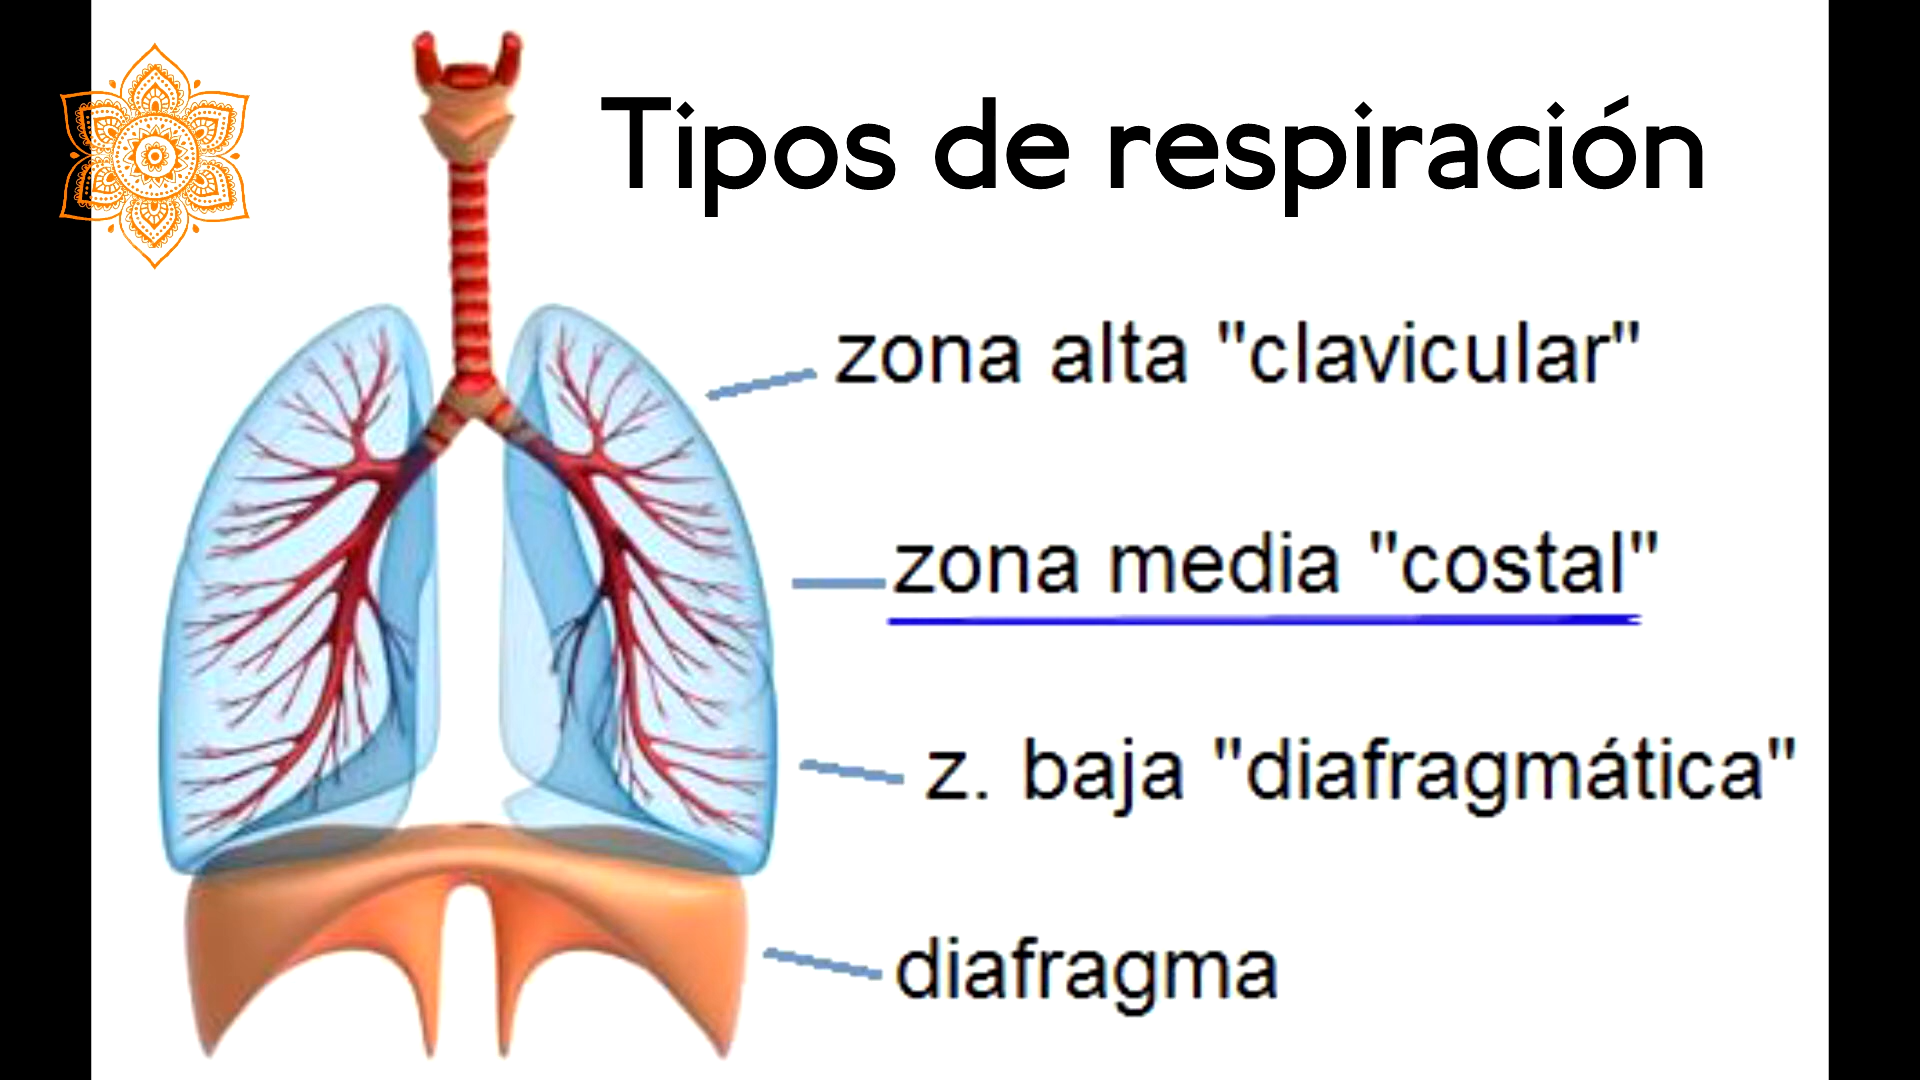 Tipos de respiración
zona alta "clavicular"
zona media "costal"
z. baja "diafragmática"
diafragma